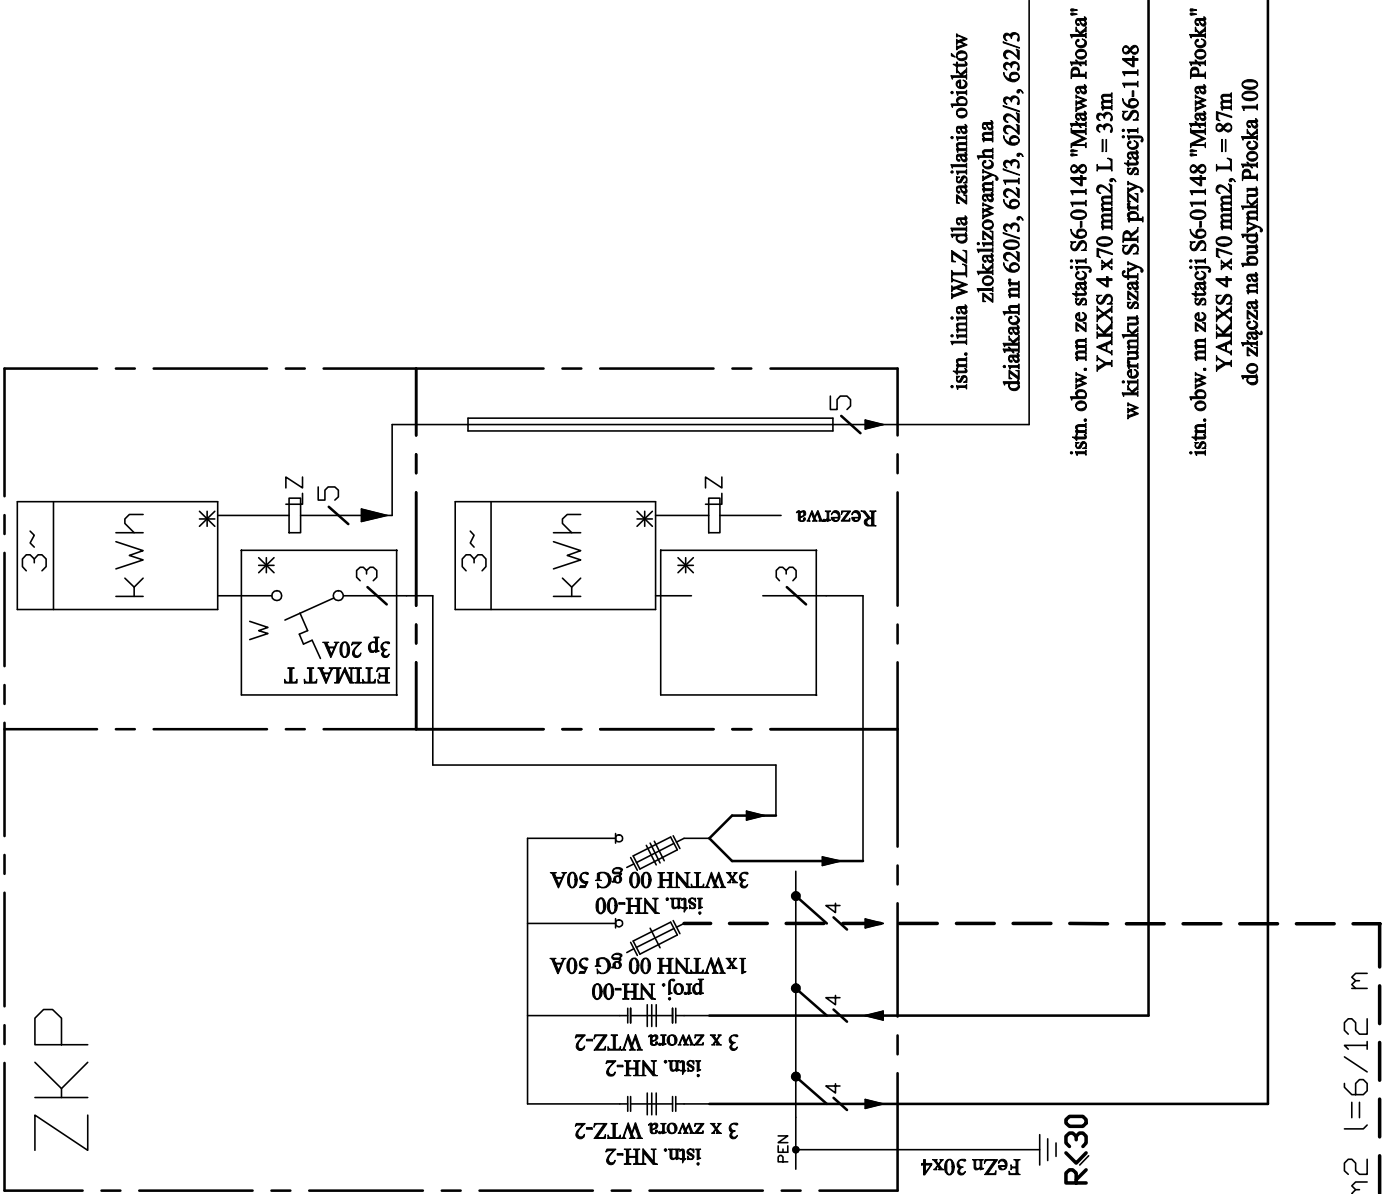 istn. linia WLZ dla zasilania obiektów
zlokalizowanych na
działkach nr 620/3, 621/3, 622/3, 632/3
istn. obw. nn ze stacji S6-01148 "Mława Płocka"
YAKXS 4 x70 mm2, L = 33m
w kierunku szafy SR przy stacji S6-1148
istn. obw. nn ze stacji S6-01148 "Mława Płocka"
YAKXS 4 x70 mm2, L = 87m
do złącza na budynku Płocka 100
ZKP
3~
kWh
*
LZ
5
*
W
3
ETIMAT T
3p 20A
5
3~
kWh
*
LZ
Rezerwa
*
3
istn. NH-00
3xWTNH 00 gG 50A
proj. NH-00
1xWTNH 00 gG 50A
istn. NH-2
3 x zwora WTZ-2
istn. NH-2
3 x zwora WTZ-2
4
4
4
PEN
FeZn 30x4
R<30
m2 l=6/12 m